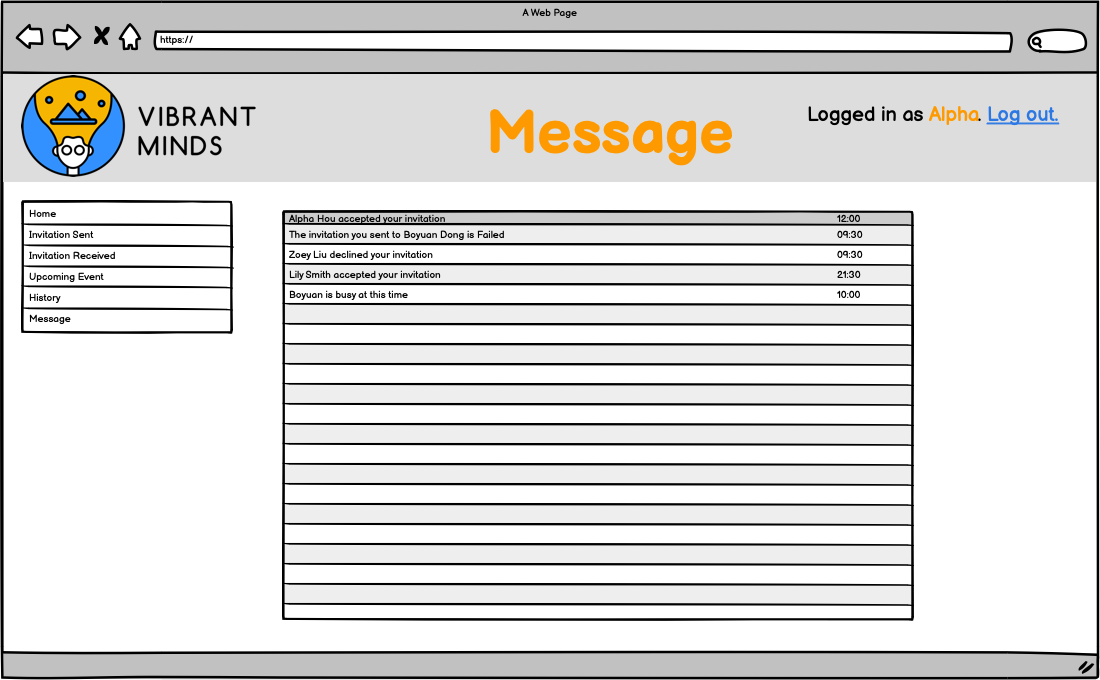 A Web Page
https://
VIBRANT
MINDS
Message
Logged in as Alpha. Log out.
Home
Invitation Sent
Invitation Received
Upcoming Event
History
Message
Alpha Hou accepted your invitation 12:00
The invitation you sent to Boyuan Dong is Failed 09:30
Zoey Liu declined your invitation 09:30
Lily Smith accepted your invitation 21:30
Boyuan is busy at this time 10:00